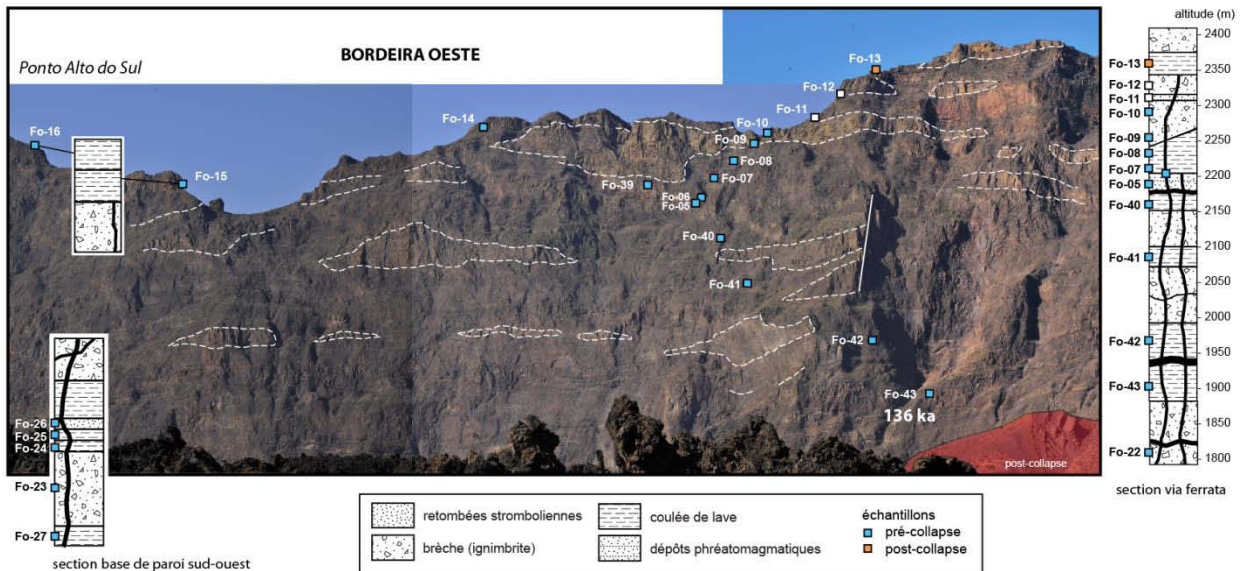 BORDEIRA OESTE
Ponto Alto do Sul
Fo-16
Fo-15
Fo-14
Fo-13
Fo-12
Fo-11
Fo-10
Fo-09
Fo-08
Fo-07
Fo-39
Fo-06
Fo-05
Fo-40
Fo-41
Fo-42
Fo-43
136 ka
post-collapse
altitude (m)
2400
2350
2300
2250
2200
2150
2100
2050
2000
1950
1900
1850
1800
Fo-13
Fo-12
Fo-11
Fo-10
Fo-09
Fo-08
Fo-07
Fo-05
Fo-40
Fo-41
Fo-42
Fo-43
Fo-22
section via ferrata
Fo-26
Fo-25
Fo-24
Fo-23
Fo-27
section base de paroi sud-ouest
retombées stromboliennes
brèche (ignimbrite)
coulée de lave
dépôts phréatomagmatiques
échantillons
pré-collapse
post-collapse